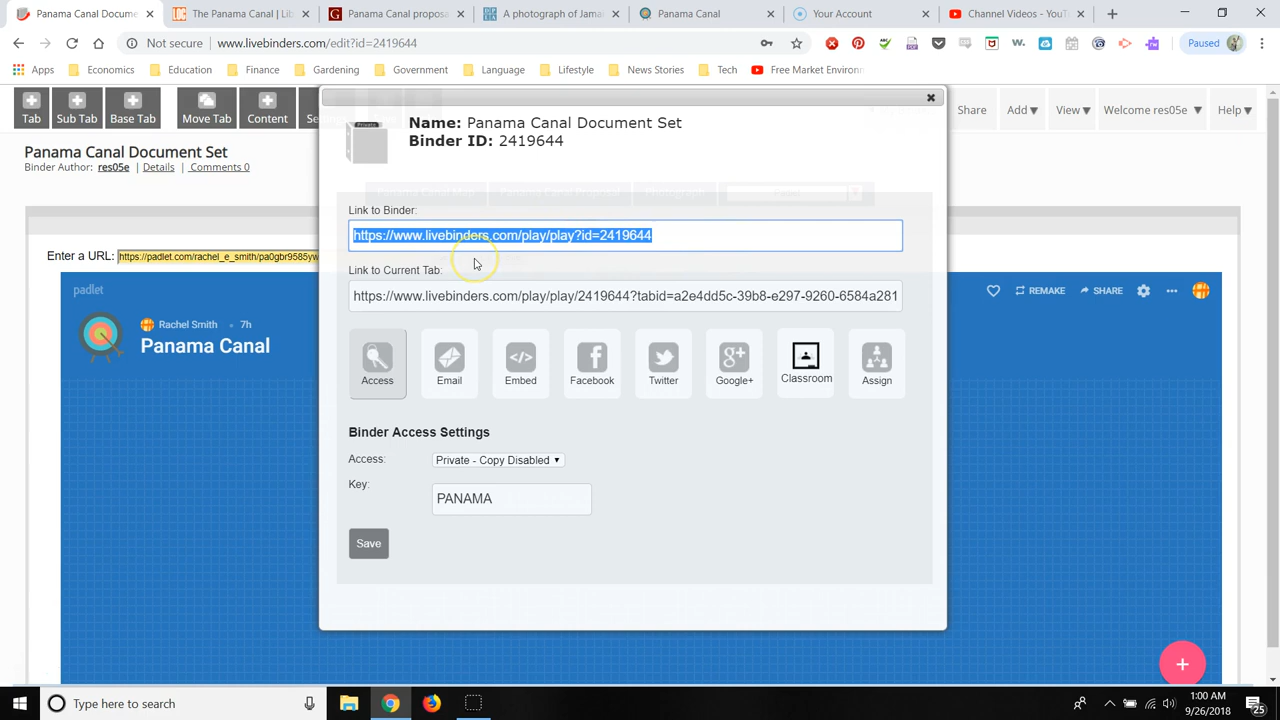 Panama Canal Docume
The Panama Canal | Lib
Panama Canal proposa
A photograph of Jama
Panama Canal
Your Account
Channel Videos - YouT
Not secure | www.livebinders.com/edit?id=2419644
Paused
Apps Economics Education Finance Gardening Government Language Lifestyle News Stories Tech Free Market Environ
Tab Sub Tab Base Tab Move Tab Content
Share Add▼ View▼ Welcome res05e ▼ Help▼
Panama Canal Document Set
Binder Author: res05e | Details | Comments 0
Private
Name: Panama Canal Document Set
Binder ID: 2419644
Link to Binder:
https://www.livebinders.com/play/play?id=2419644
Enter a URL: https://padlet.com/rachel_e_smith/pa0gbr9585yw
Link to Current Tab:
https://www.livebinders.com/play/play/2419644?tabid=a2e4dd5c-39b8-e297-9260-6584a281
padlet
REMAKE SHARE
Rachel Smith • 7h
Panama Canal
Access Email Embed Facebook Twitter Google+ Classroom Assign
Binder Access Settings
Access: Private - Copy Disabled ▼
Key: PANAMA
Save
Type here to search
1:00 AM
9/26/2018
25